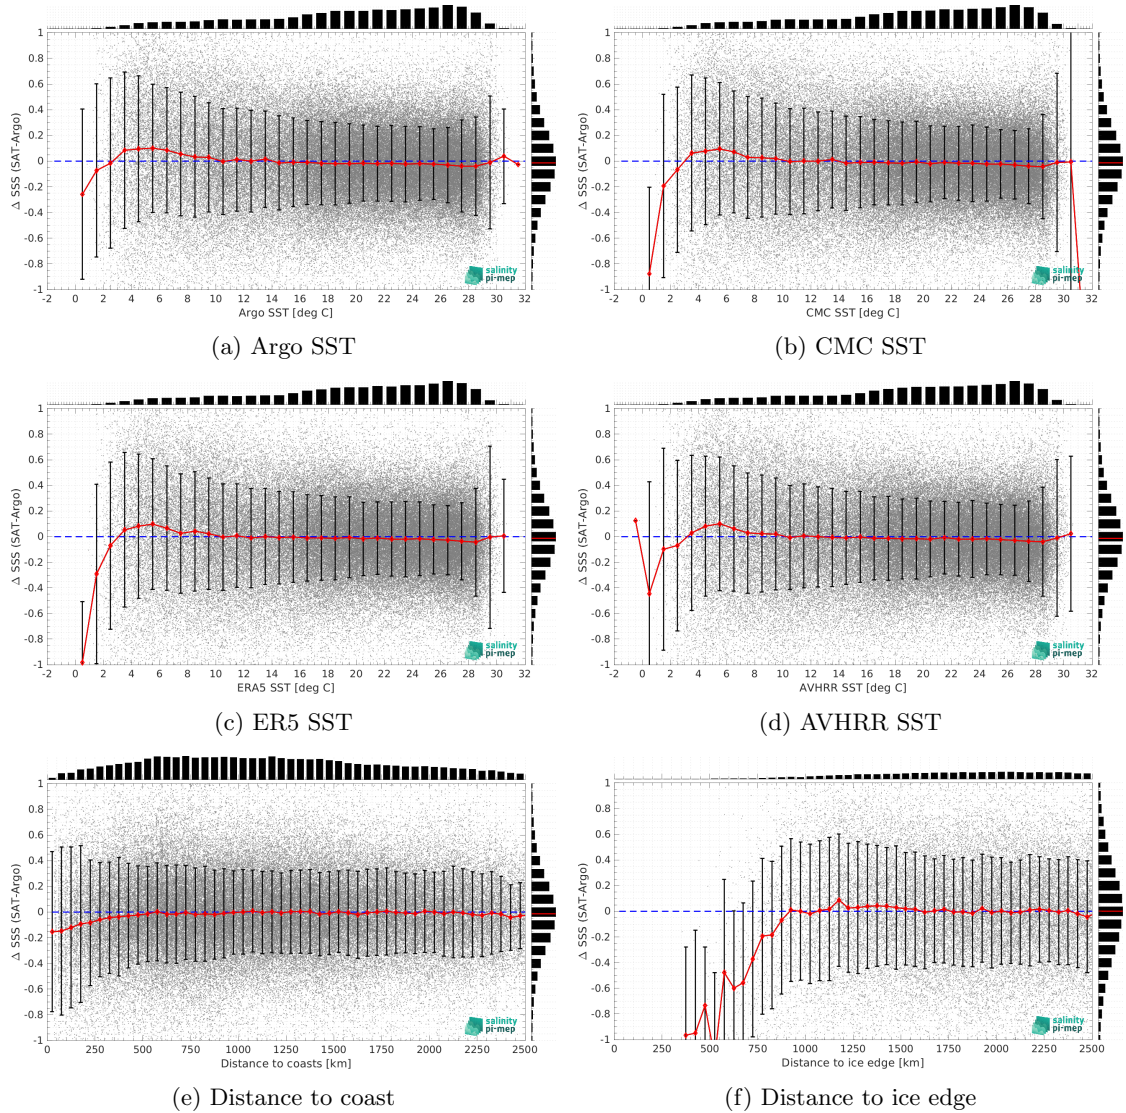 1
0.8
0.6
0.4
0.2
0
-0.2
-0.4
-0.6
-0.8
-1
Δ SSS (SAT-Argo)
-2 0 2 4 6 8 10 12 14 16 18 20 22 24 26 28 30 32
Argo SST [deg C]
salinity
pi-mep
(a) Argo SST
1
0.8
0.6
0.4
0.2
0
-0.2
-0.4
-0.6
-0.8
-1
Δ SSS (SAT-Argo)
-2 0 2 4 6 8 10 12 14 16 18 20 22 24 26 28 30 32
CMC SST [deg C]
salinity
pi-mep
(b) CMC SST
1
0.8
0.6
0.4
0.2
0
-0.2
-0.4
-0.6
-0.8
-1
Δ SSS (SAT-Argo)
-2 0 2 4 6 8 10 12 14 16 18 20 22 24 26 28 30 32
ERA5 SST [deg C]
salinity
pi-mep
(c) ER5 SST
1
0.8
0.6
0.4
0.2
0
-0.2
-0.4
-0.6
-0.8
-1
Δ SSS (SAT-Argo)
-2 0 2 4 6 8 10 12 14 16 18 20 22 24 26 28 30 32
AVHRR SST [deg C]
salinity
pi-mep
(d) AVHRR SST
1
0.8
0.6
0.4
0.2
0
-0.2
-0.4
-0.6
-0.8
-1
Δ SSS (SAT-Argo)
0 250 500 750 1000 1250 1500 1750 2000 2250 2500
Distance to coasts [km]
salinity
pi-mep
(e) Distance to coast
1
0.8
0.6
0.4
0.2
0
-0.2
-0.4
-0.6
-0.8
-1
Δ SSS (SAT-Argo)
0 250 500 750 1000 1250 1500 1750 2000 2250 2500
Distance to ice edge [km]
salinity
pi-mep
(f) Distance to ice edge